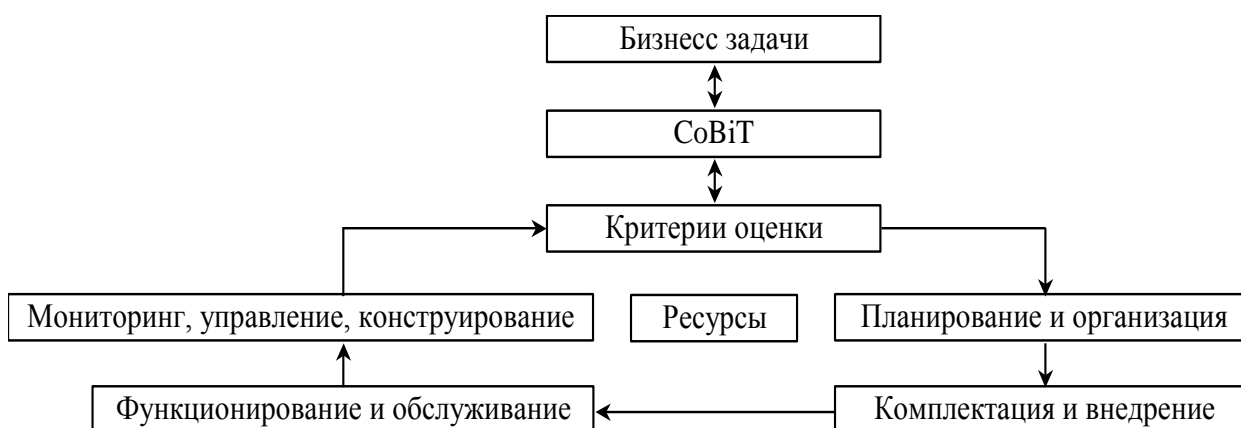 Бизнесс задачи
CoBiT
Критерии оценки
Мониторинг, управление, конструирование
Ресурсы
Планирование и организация
Функционирование и обслуживание
Комплектация и внедрение